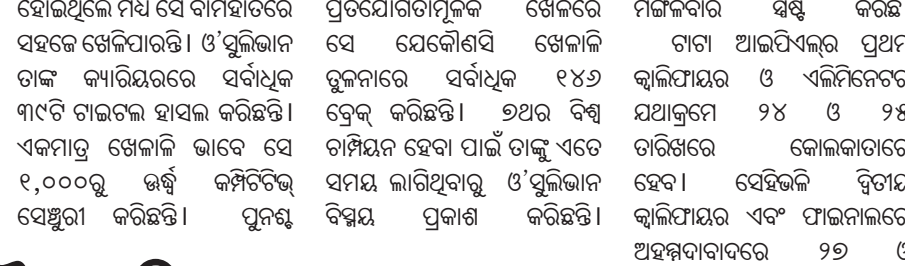 ହୋଇଥିଲେ ମଧ୍ୟ ସେ ବାମହାତରେ
ସହଜେ ଖେଳିପାରନ୍ତି। ଓ'ସୁଲିଭାନ
ତାଙ୍କ କ୍ୟାରିୟରରେ ସର୍ବାଧିକ
୩୯ଟି ଟାଇଟଲ ହାସଲ କରିଛନ୍ତି।
ଏକମାତ୍ର ଖେଳାଳି ଭାବେ ସେ
୧,୦୦୦ରୁ ଊର୍ଦ୍ଧ୍ୱ କମ୍ପିଟିଟିଭ୍
ସେଞ୍ଚୁରୀ କରିଛନ୍ତି। ପୁନଶ୍ଚ
ପ୍ରତିଯୋଗିତାମୂଳକ ଖେଳରେ
ସେ ଯେକୌଣସି ଖେଳାଳି
ତୁଳନାରେ ସର୍ବାଧିକ ୧୪୬
ବ୍ରେକ୍ କରିଛନ୍ତି। ୭ଥର ବିଶ୍ୱ
ଚାମ୍ପିୟନ ହେବା ପାଇଁ ତାଙ୍କୁ ଏତେ
ସମୟ ଲାଗିଥିବାରୁ ଓ'ସୁଲିଭାନ
ବିସ୍ମୟ ପ୍ରକାଶ କରିଛନ୍ତି।
ମଙ୍ଗଳବାର ସ୍ପଷ୍ଟ କରିଛି
ଟାଟା ଆଇପିଏଲ୍‌ର ପ୍ରଥମ
କ୍ୱାଲିଫାୟର ଓ ଏଲିମିନେଟର
ଯଥାକ୍ରମେ ୨୪ ଓ ୨୫
ତାରିଖରେ କୋଲକାତାରେ
ହେବ। ସେହିଭଳି ଦ୍ୱିତୀୟ
କ୍ୱାଲିଫାୟର ଏବଂ ଫାଇନାଲରେ
ଅହମ୍ମଦାବାଦରେ ୨୭ ଓ